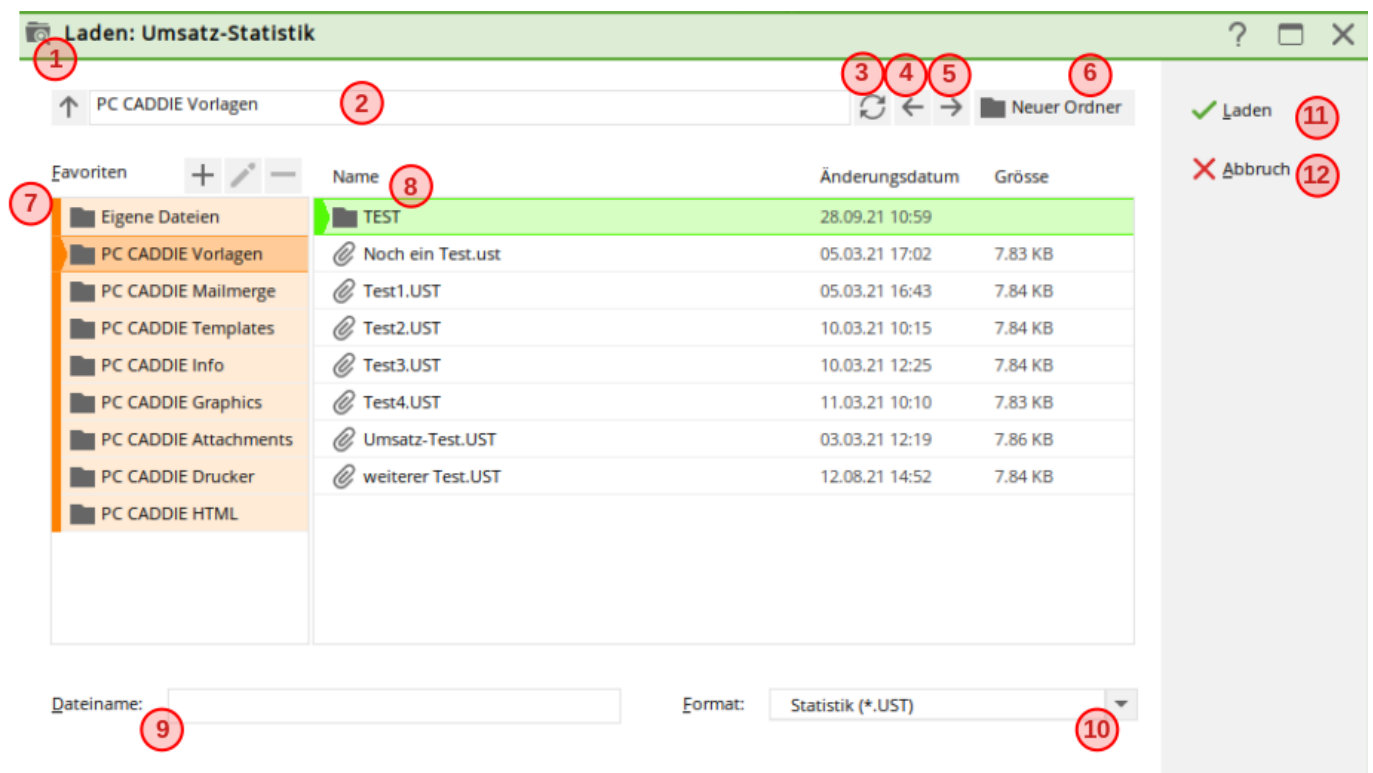 Laden: Umsatz-Statistik ?
1
3 4 5 6
PC CADDIE Vorlagen 2 Neuer Ordner
Laden 11
Favoriten Name 8 Änderungsdatum Grösse
Abbruch 12
7
Eigene Dateien TEST 28.09.21 10:59
PC CADDIE Vorlagen Noch ein Test.ust 05.03.21 17:02 7.83 KB
PC CADDIE Mailmerge Test1.UST 05.03.21 16:43 7.84 KB
PC CADDIE Templates Test2.UST 10.03.21 10:15 7.84 KB
PC CADDIE Info Test3.UST 10.03.21 12:25 7.84 KB
PC CADDIE Graphics Test4.UST 11.03.21 10:10 7.83 KB
PC CADDIE Attachments Umsatz-Test.UST 03.03.21 12:19 7.86 KB
PC CADDIE Drucker weiterer Test.UST 12.08.21 14:52 7.84 KB
PC CADDIE HTML
Dateiname: Format: Statistik (*.UST)
9 10